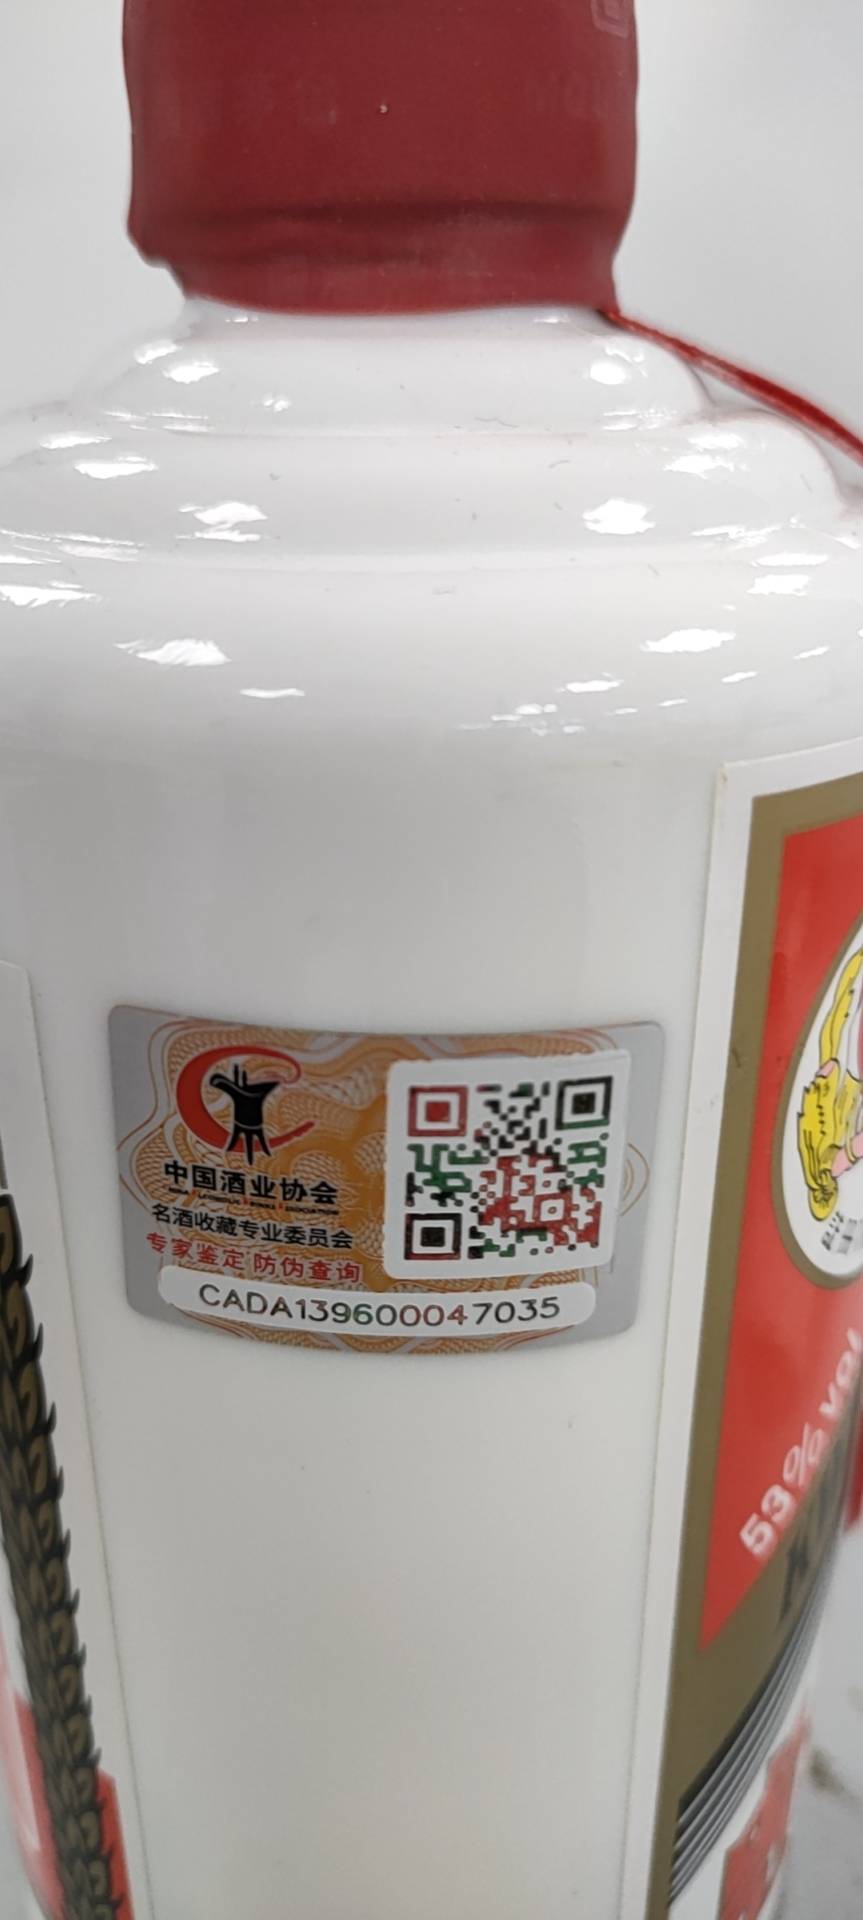 中国酒业协会
名酒收藏专业委员会
专家鉴定 防伪查询
CADA139600047035
53% vol